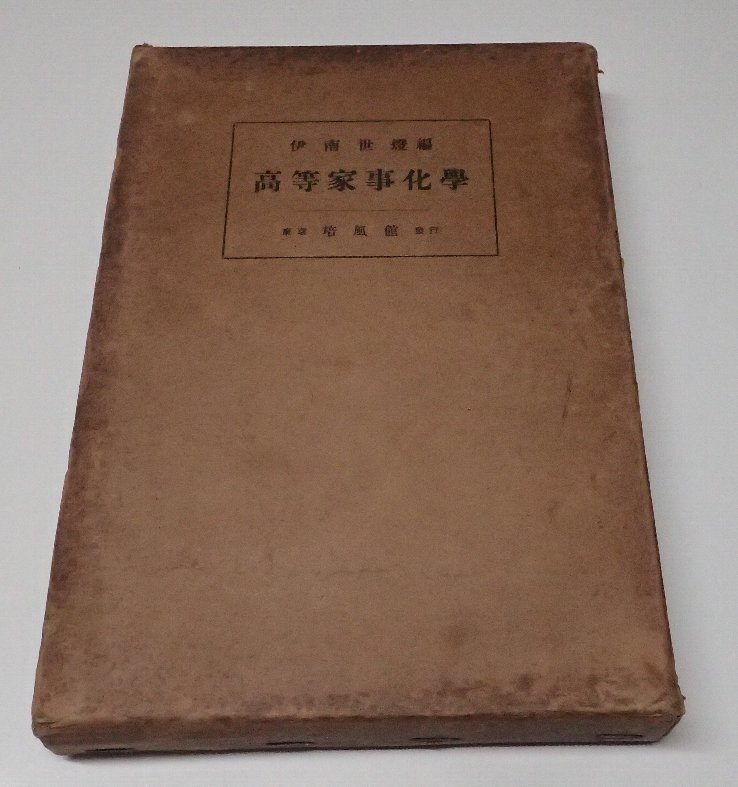 伊南世燈編
高等家事化學
東京 培風館 發行